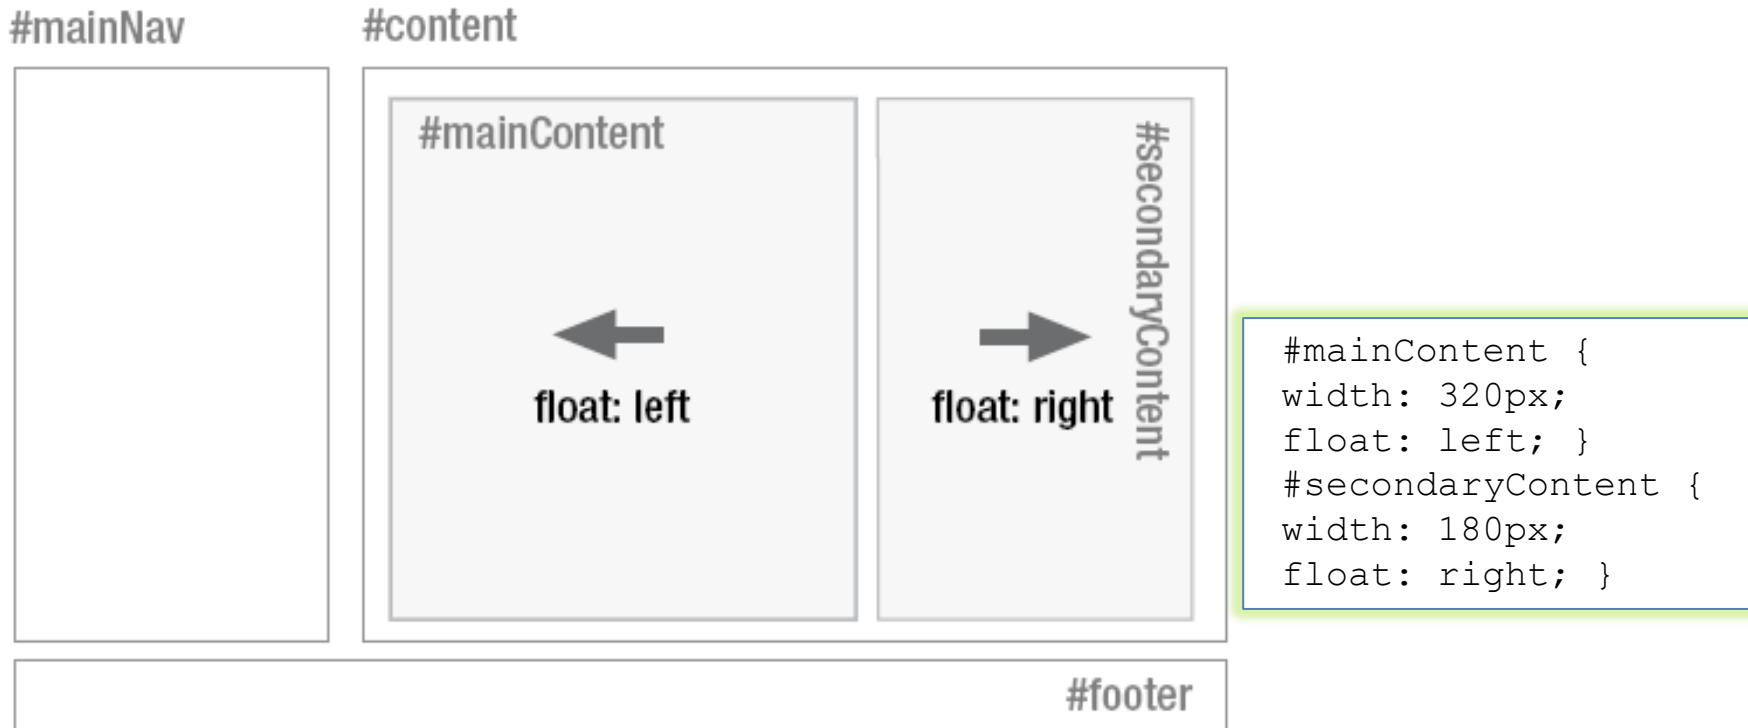 #mainNav
#content
#mainContent
#secondaryContent
float: left
float: right
#mainContent {
width: 320px;
float: left; }
#secondaryContent {
width: 180px;
float: right; }
#footer